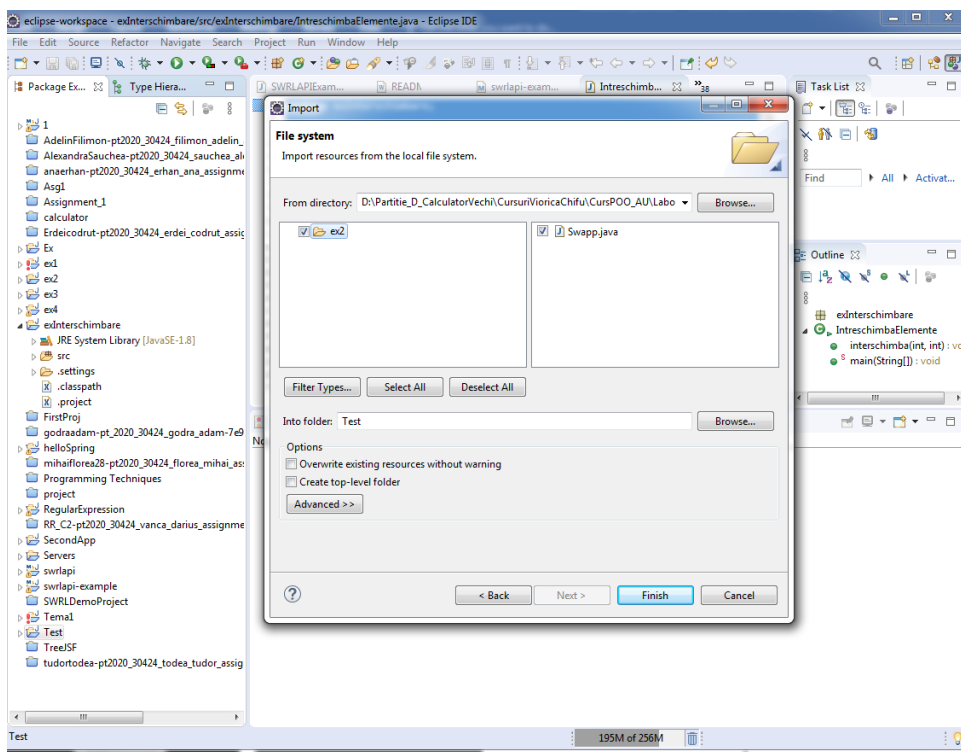 eclipse-workspace - exInterschimbare/src/exInterschimbare/IntreschimbaElemente.java - Eclipse IDE
File Edit Source Refactor Navigate Search Project Run Window Help
Package Ex... Type Hiera...
SWRLAPIExam... READN swrlapi-exam... Intreschimb... »38
Task List
1
AdelinFilimon-pt2020_30424_filimon_adelin_
AlexandraSauchea-pt2020_30424_sauchea_al
anaerhan-pt2020_30424_erhan_ana_assignme
Asg1
Assignment_1
calculator
Erdeicodrut-pt2020_30424_erdei_codrut_assig
Ex
ex1
ex2
ex3
ex4
exInterschimbare
JRE System Library [JavaSE-1.8]
src
.settings
.classpath
.project
FirstProj
godraadam-pt_2020_30424_godra_adam-7e9
helloSpring
mihaiflorea28-pt2020_30424_florea_mihai_as
Programming Techniques
project
RegularExpression
RR_C2-pt2020_30424_vanca_darius_assignme
SecondApp
Servers
swrlapi
swrlapi-example
SWRLDemoProject
Tema1
Test
TreeJSF
tudortodea-pt2020_30424_todea_tudor_assig
Import
File system
Import resources from the local file system.
From directory: D:\Partitie_D_CalculatorVechi\CursuriVioricaChifu\CursPOO_AU\Labo Browse...
ex2
Swapp.java
Filter Types... Select All Deselect All
Into folder: Test Browse...
Options
Overwrite existing resources without warning
Create top-level folder
Advanced >>
? < Back Next > Finish Cancel
Find All Activat...
Outline
exInterschimbare
IntreschimbaElemente
interschimba(int, int) : vo
main(String[]) : void
No
Test
195M of 256M